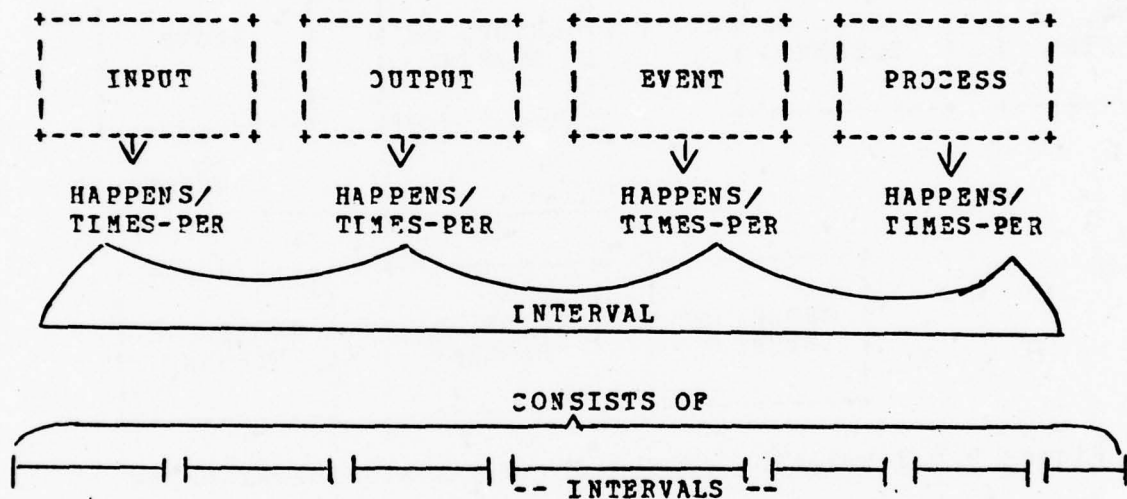 INPUT OUTPUT EVENT PROCESS
HAPPENS/ HAPPENS/ HAPPENS/ HAPPENS/
TIMES-PER TIMES-PER TIMES-PER TIMES-PER
INTERVAL
CONSISTS OF
-- INTERVALS --